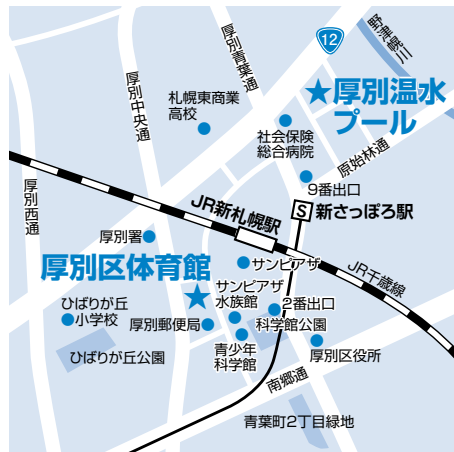 12
野津幌川
厚別青葉通
厚別中央通
札幌東商業
高校
★厚別温水
プール
社会保険
総合病院
原始林通
9番出口
厚別西通
S
新さっぽろ駅
JR新札幌駅
厚別署
サンピアザ
JR千歳線
厚別区体育館
★
サンピアザ
水族館
2番出口
ひばりが丘
小学校
厚別郵便局
科学館公園
青少年
科学館
厚別区役所
ひばりが丘公園
南郷通
青葉町2丁目緑地